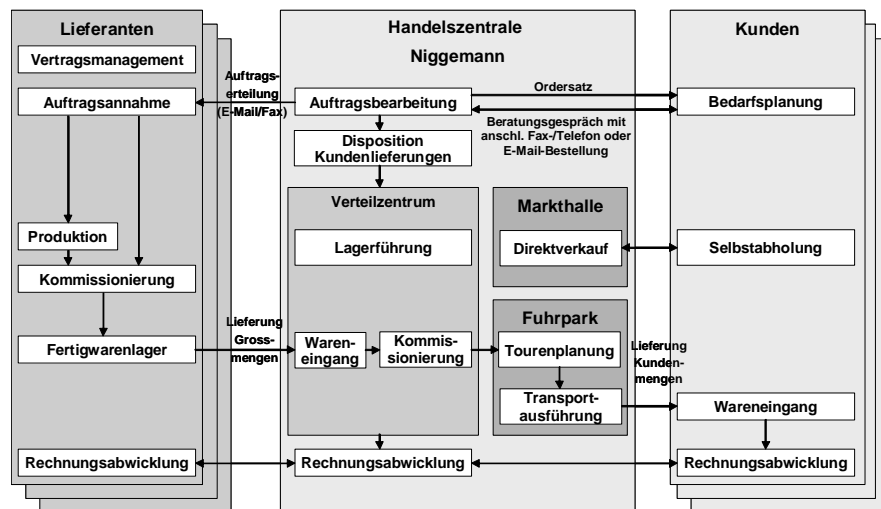 Lieferanten
Vertragsmanagement
Auftragsannahme
Produktion
Kommissionierung
Fertigwarenlager
Rechnungsabwicklung
Auftrags-
erteilung
(E-Mail/Fax)
Lieferung
Gross-
mengen
Handelszentrale
Niggemann
Auftragsbearbeitung
Disposition
Kundenlieferungen
Verteilzentrum
Lagerführung
Waren-
eingang
Kommis-
sionierung
Rechnungsabwicklung
Ordersatz
Beratungsgespräch mit
anschl. Fax-/Telefon oder
E-Mail-Bestellung
Markthalle
Direktverkauf
Fuhrpark
Tourenplanung
Transport-
ausführung
Lieferung
Kunden-
mengen
Kunden
Bedarfsplanung
Selbstabholung
Wareneingang
Rechnungsabwicklung